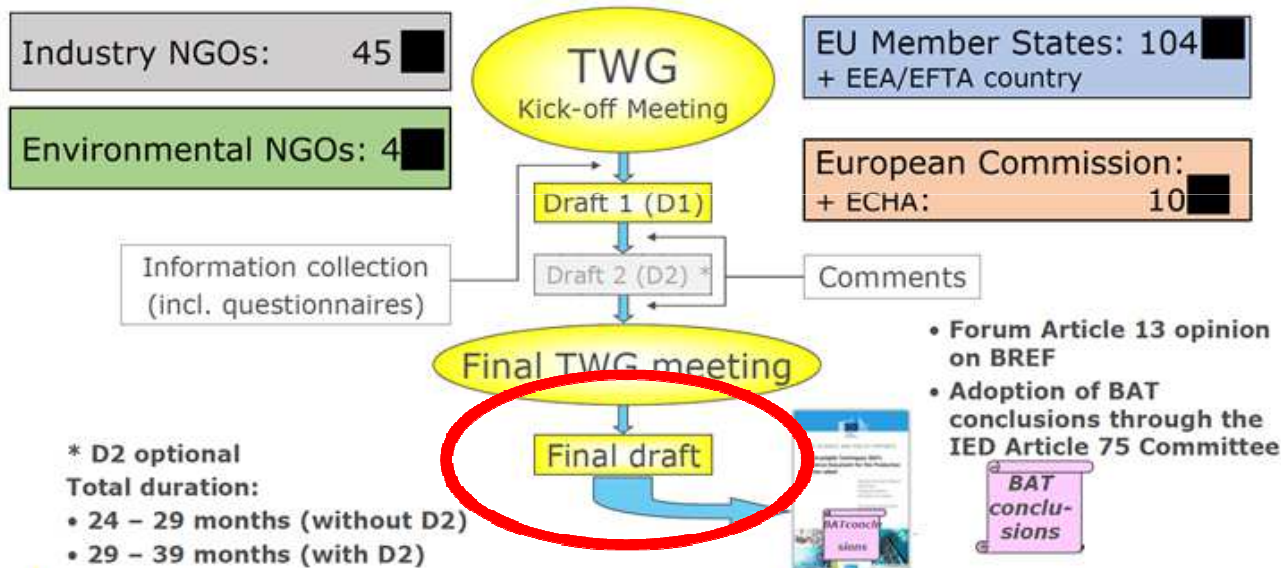 Industry NGOs: 45
Environmental NGOs: 4
TWG
Kick-off Meeting
EU Member States: 104
+ EEA/EFTA country
European Commission:
+ ECHA: 10
Draft 1 (D1)
Information collection
(incl. questionnaires)
Draft 2 (D2) *
Comments
Final TWG meeting
Final draft
• Forum Article 13 opinion
on BREF
• Adoption of BAT
conclusions through the
IED Article 75 Committee
* D2 optional
Total duration:
• 24 – 29 months (without D2)
• 29 – 39 months (with D2)
BATconclu
sions
BAT
conclu-
sions